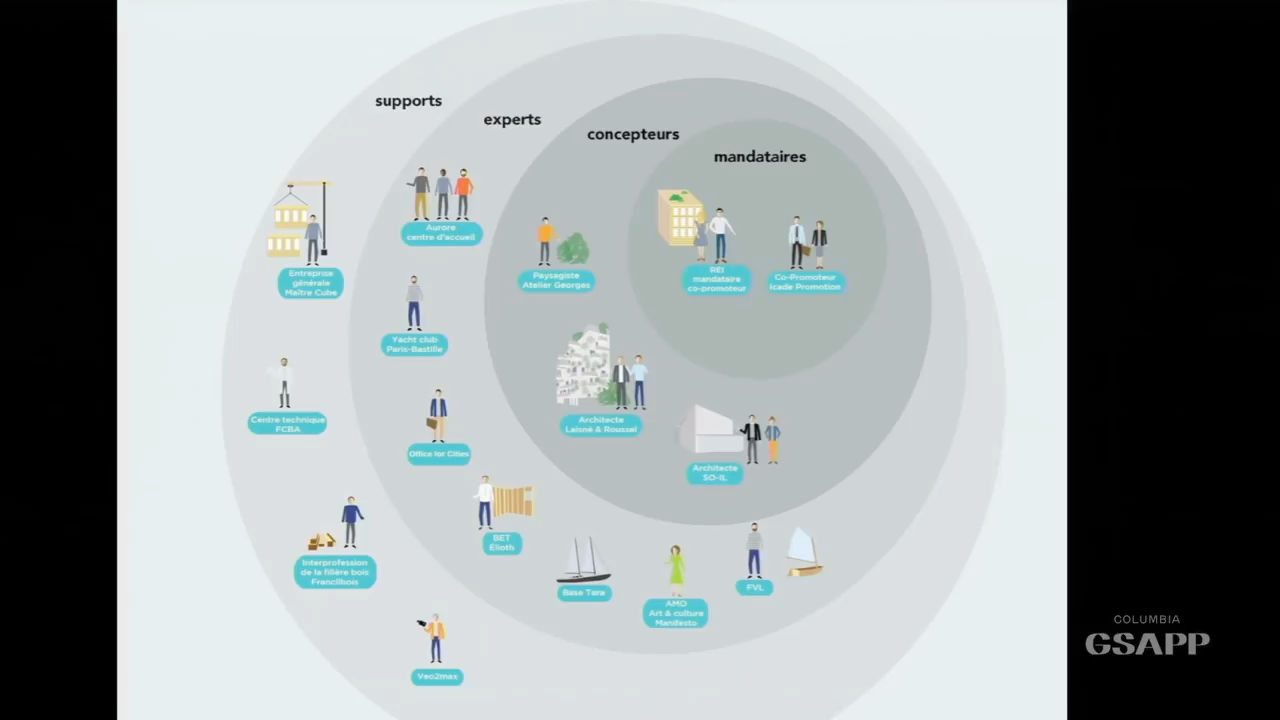 supports
experts
concepteurs
mandataires
Aurore
centre d'accueil
Entreprise
générale
Maître Cube
Paysagiste
Atelier Georges
REI
mandataire
co-promoteur
Co-Promoteur
Icade Promotion
Yacht club
Paris-Bastille
Centre technique
FCBA
Architecte
Laisné & Roussel
Office for Cities
Architecte
SO-IL
BET
Elioth
Interprofession
de la filière bois
Francilbois
Base Tara
AMO
Art & culture
Manifesto
FVL
Veo2max
COLUMBIA
GSAPP